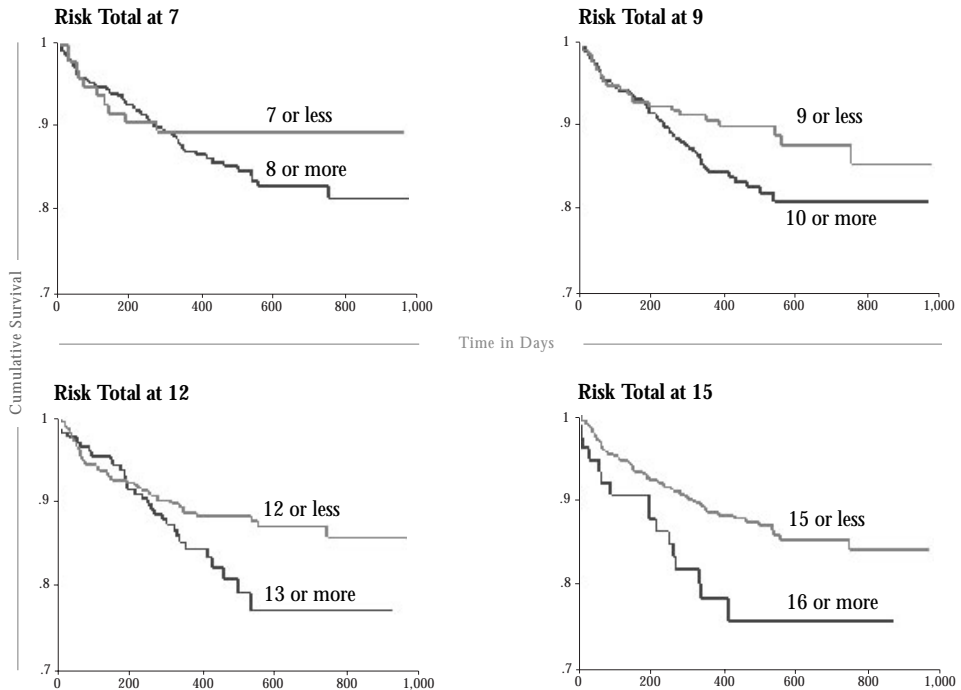 Risk Total at 7
1
.9
.8
.7
7 or less
8 or more
0 200 400 600 800 1,000
Risk Total at 9
1
.9
.8
.7
9 or less
10 or more
0 200 400 600 800 1,000
Cumulative Survival
Time in Days
Risk Total at 12
1
.9
.8
.7
12 or less
13 or more
0 200 400 600 800 1,000
Risk Total at 15
1
.9
.8
.7
15 or less
16 or more
0 200 400 600 800 1,000